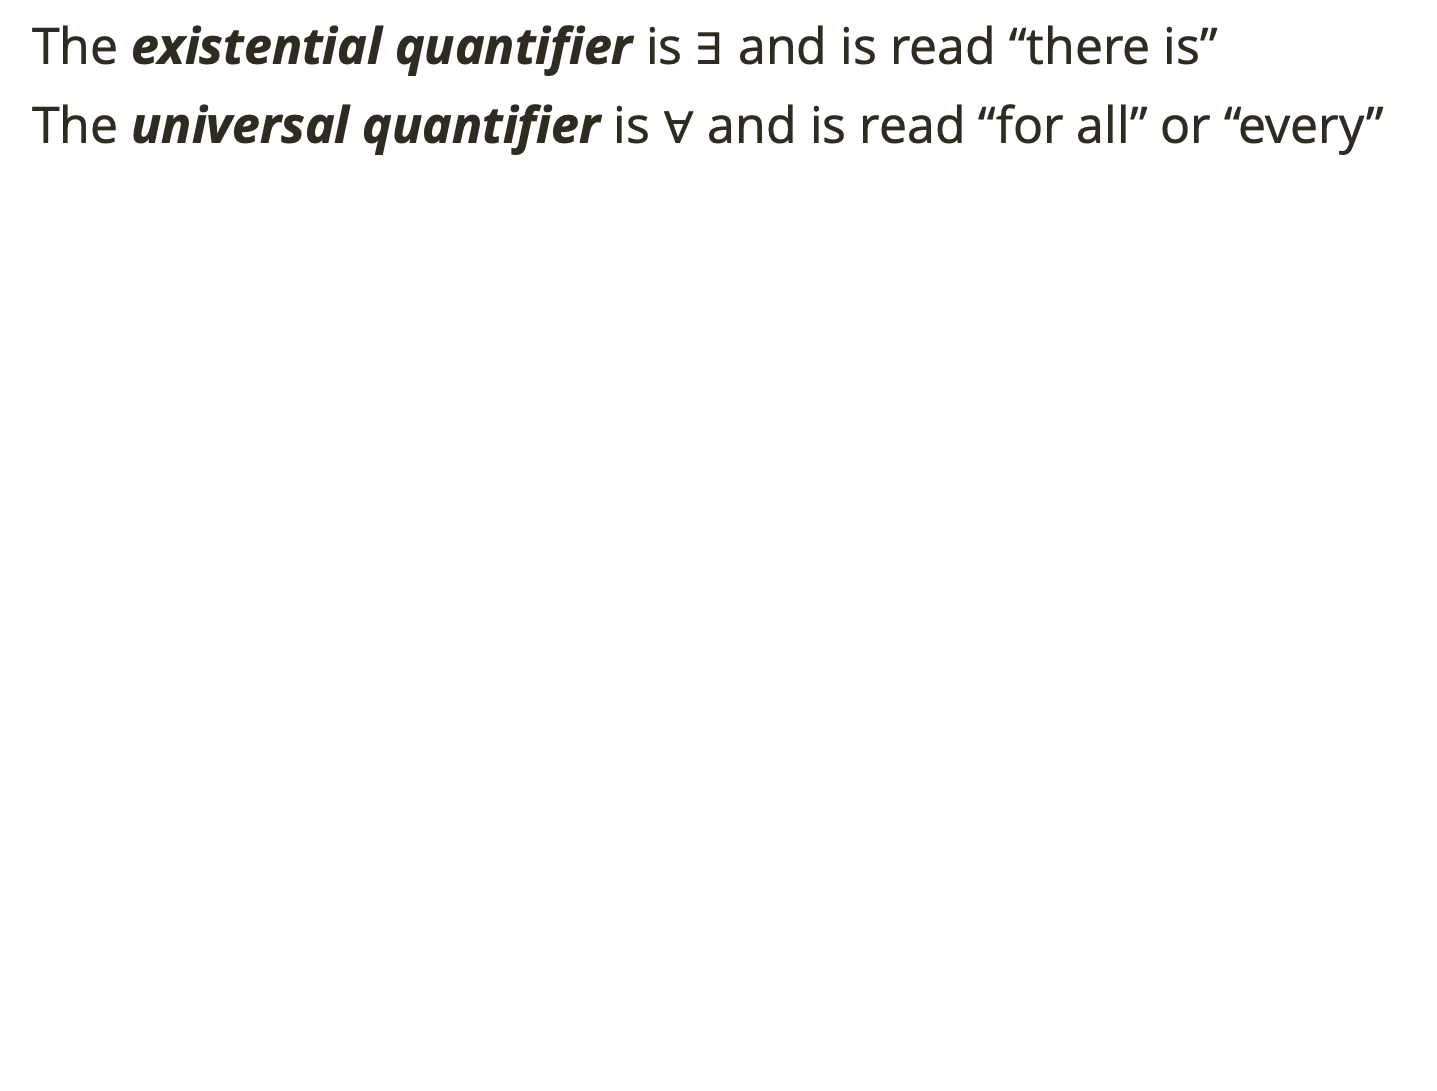 The existential quantifier is ∃ and is read “there is”
The universal quantifier is ∀ and is read “for all” or “every”